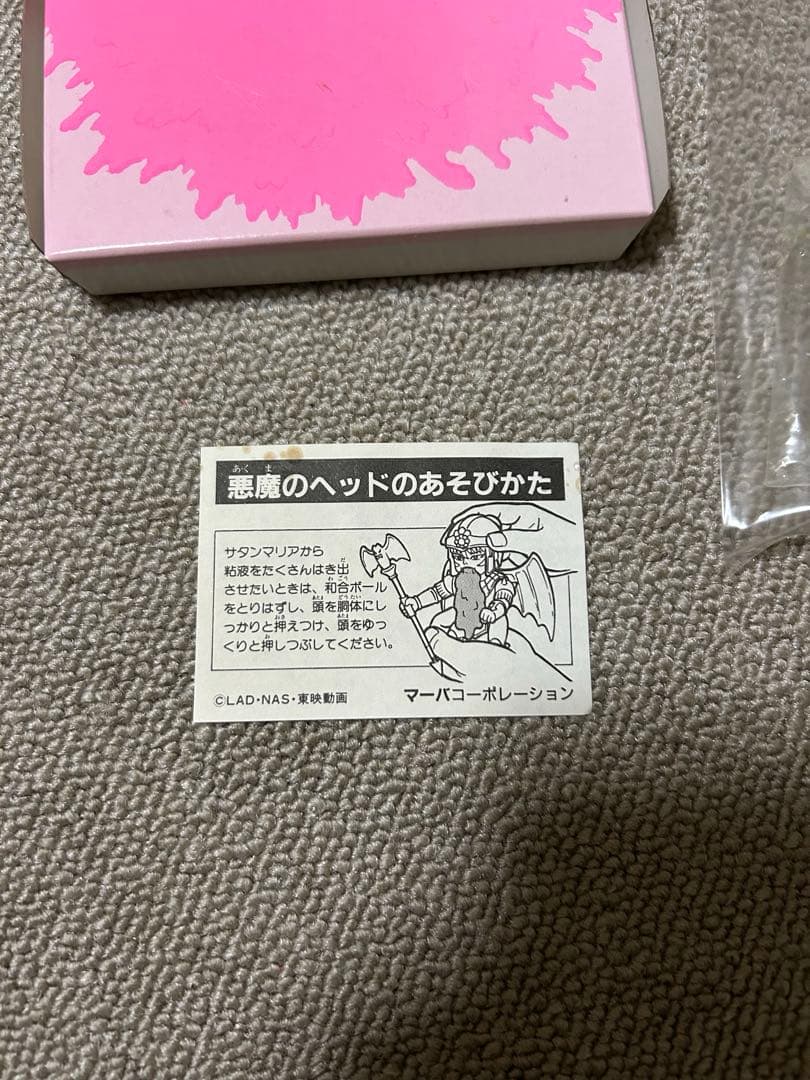 悪魔のヘッドのあそびかた
サタンマリアから
粘液をたくさんはき出
させたいときは、和合ボール
をとりはずし、頭を胴体にし
っかりと押えつけ、頭をゆっ
くりと押しつぶしてください。
©LAD・NAS・東映動画
マーバコーポレーション